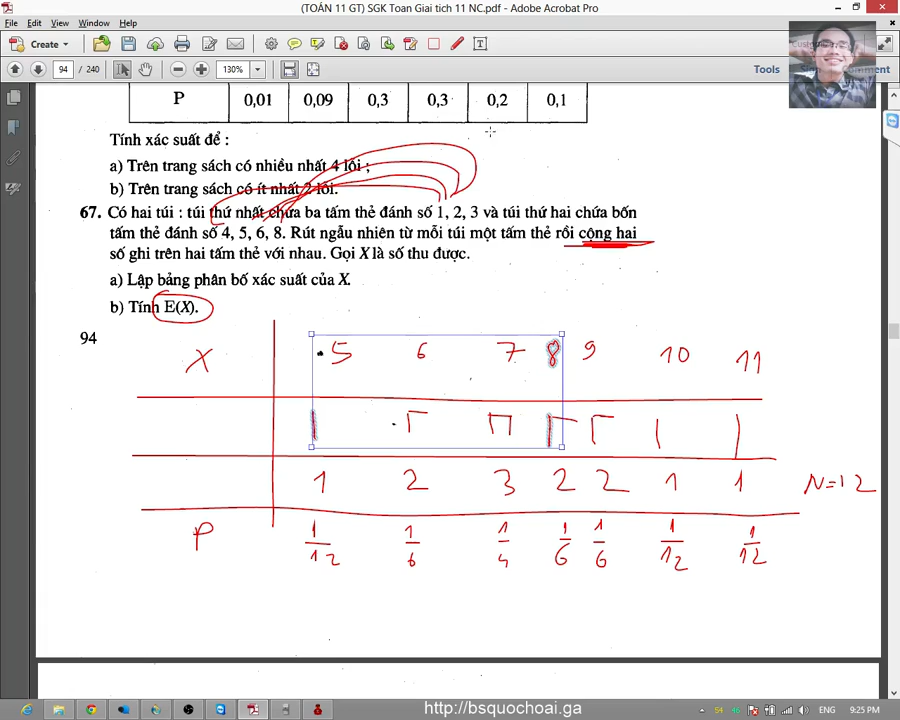 (TOÁN 11 GT) SGK Toan Giai tich 11 NC.pdf - Adobe Acrobat Pro
File Edit View Window Help
Create
94 / 240 130% Tools Comment
P 0,01 0,09 0,3 0,3 0,2 0,1
Tính xác suất để :
a) Trên trang sách có nhiều nhất 4 lỗi ;
b) Trên trang sách có ít nhất 2 lỗi.
67. Có hai túi : túi thứ nhất chứa ba tấm thẻ đánh số 1, 2, 3 và túi thứ hai chứa bốn
tấm thẻ đánh số 4, 5, 6, 8. Rút ngẫu nhiên từ mỗi túi một tấm thẻ rồi cộng hai
số ghi trên hai tấm thẻ với nhau. Gọi X là số thu được.
a) Lập bảng phân bố xác suất của X.
b) Tính E(X).
94
X 5 6 7 8 9 10 11
1 2 3 2 2 1 1 N=12
P 1/12 1/6 1/4 1/6 1/6 1/12 1/12
http://bsquochoai.ga
54 46 ENG 9:25 PM